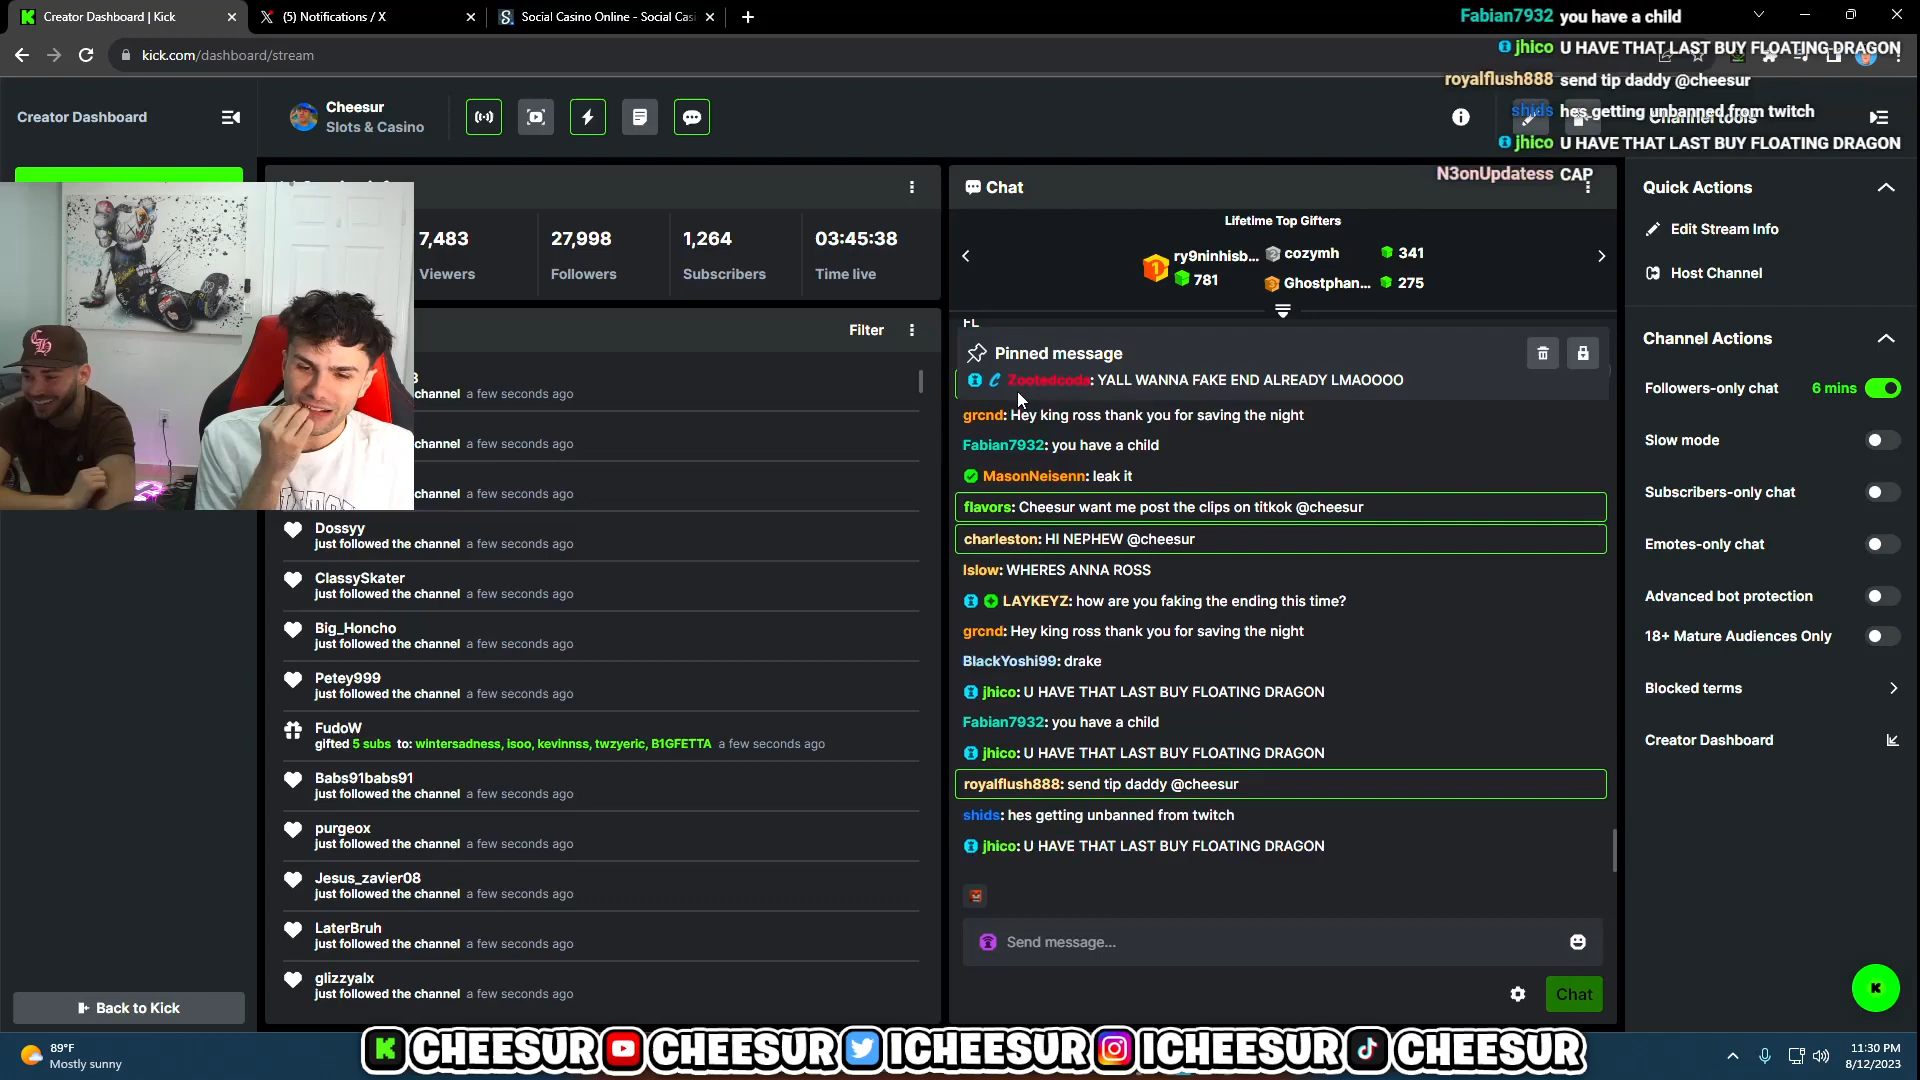 Creator Dashboard | Kick
(5) Notifications / X
Social Casino Online - Social Cas
kick.com/dashboard/stream
Fabian7932 you have a child
jhico U HAVE THAT LAST BUY FLOATING DRAGON
royalflush888 send tip daddy @cheesur
shids hes getting unbanned from twitch
jhico U HAVE THAT LAST BUY FLOATING DRAGON
N3onUpdatess CAP
Creator Dashboard
Cheesur
Slots & Casino
Channel tools
7,483
Viewers
27,998
Followers
1,264
Subscribers
03:45:38
Time live
Filter
channel a few seconds ago
channel a few seconds ago
channel a few seconds ago
Dossyy
just followed the channel a few seconds ago
ClassySkater
just followed the channel a few seconds ago
Big_Honcho
just followed the channel a few seconds ago
Petey999
just followed the channel a few seconds ago
FudoW
gifted 5 subs to: wintersadness, isoo, kevinnss, twzyeric, B1GFETTA a few seconds ago
Babs91babs91
just followed the channel a few seconds ago
purgeox
just followed the channel a few seconds ago
Jesus_zavier08
just followed the channel a few seconds ago
LaterBruh
just followed the channel a few seconds ago
glizzyalx
just followed the channel a few seconds ago
Back to Kick
Chat
Lifetime Top Gifters
ry9ninhisb...
781
cozymh 341
Ghostphan... 275
Pinned message
Zootedcoda: YALL WANNA FAKE END ALREADY LMAOOOO
grcnd: Hey king ross thank you for saving the night
Fabian7932: you have a child
MasonNeisenn: leak it
flavors: Cheesur want me post the clips on titkok @cheesur
charleston: HI NEPHEW @cheesur
lslow: WHERES ANNA ROSS
LAYKEYZ: how are you faking the ending this time?
grcnd: Hey king ross thank you for saving the night
BlackYoshi99: drake
jhico: U HAVE THAT LAST BUY FLOATING DRAGON
Fabian7932: you have a child
jhico: U HAVE THAT LAST BUY FLOATING DRAGON
royalflush888: send tip daddy @cheesur
shids: hes getting unbanned from twitch
jhico: U HAVE THAT LAST BUY FLOATING DRAGON
Send message...
Chat
Quick Actions
Edit Stream Info
Host Channel
Channel Actions
Followers-only chat 6 mins
Slow mode
Subscribers-only chat
Emotes-only chat
Advanced bot protection
18+ Mature Audiences Only
Blocked terms
Creator Dashboard
89°F
Mostly sunny
CHEESUR CHEESUR ICHEESUR ICHEESUR CHEESUR
11:30 PM
8/12/2023